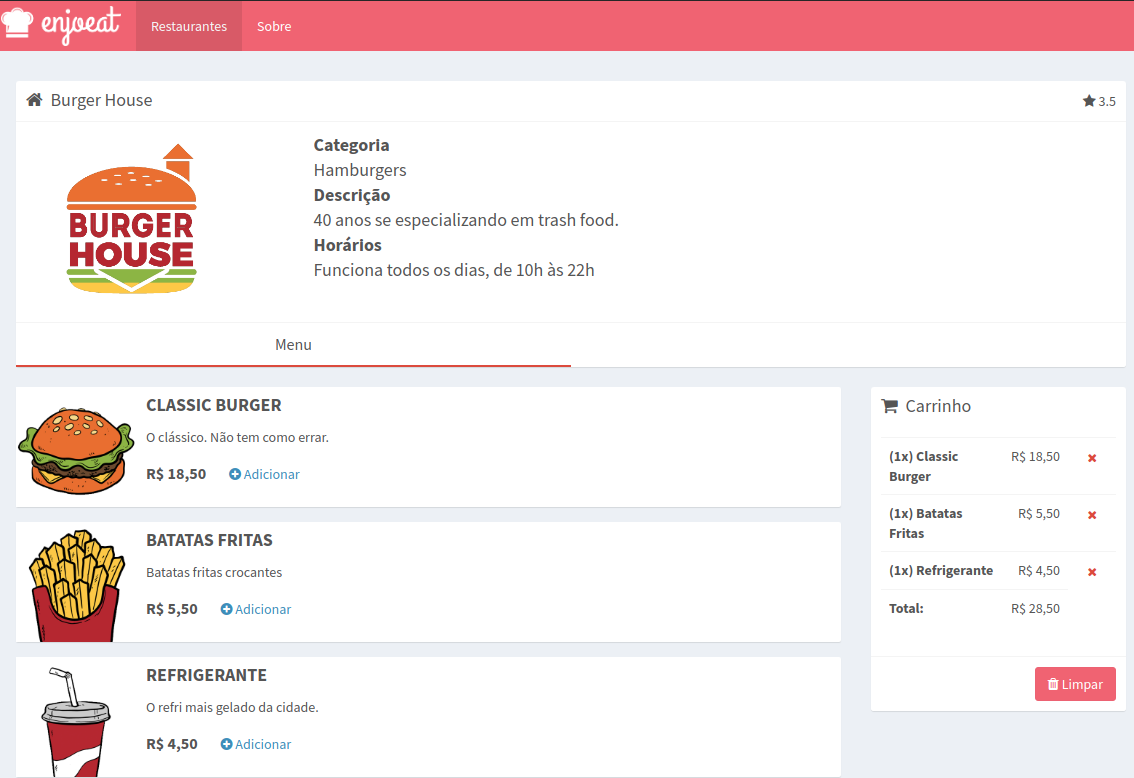 enjoeat
Restaurantes
Sobre
Burger House
3.5
BURGER
HOUSE
Categoria
Hamburgers
Descrição
40 anos se especializando em trash food.
Horários
Funciona todos os dias, de 10h às 22h
Menu
CLASSIC BURGER
O clássico. Não tem como errar.
R$ 18,50 Adicionar
BATATAS FRITAS
Batatas fritas crocantes
R$ 5,50 Adicionar
REFRIGERANTE
O refri mais gelado da cidade.
R$ 4,50 Adicionar
Carrinho
(1x) Classic R$ 18,50
Burger
(1x) Batatas R$ 5,50
Fritas
(1x) Refrigerante R$ 4,50
Total: R$ 28,50
Limpar